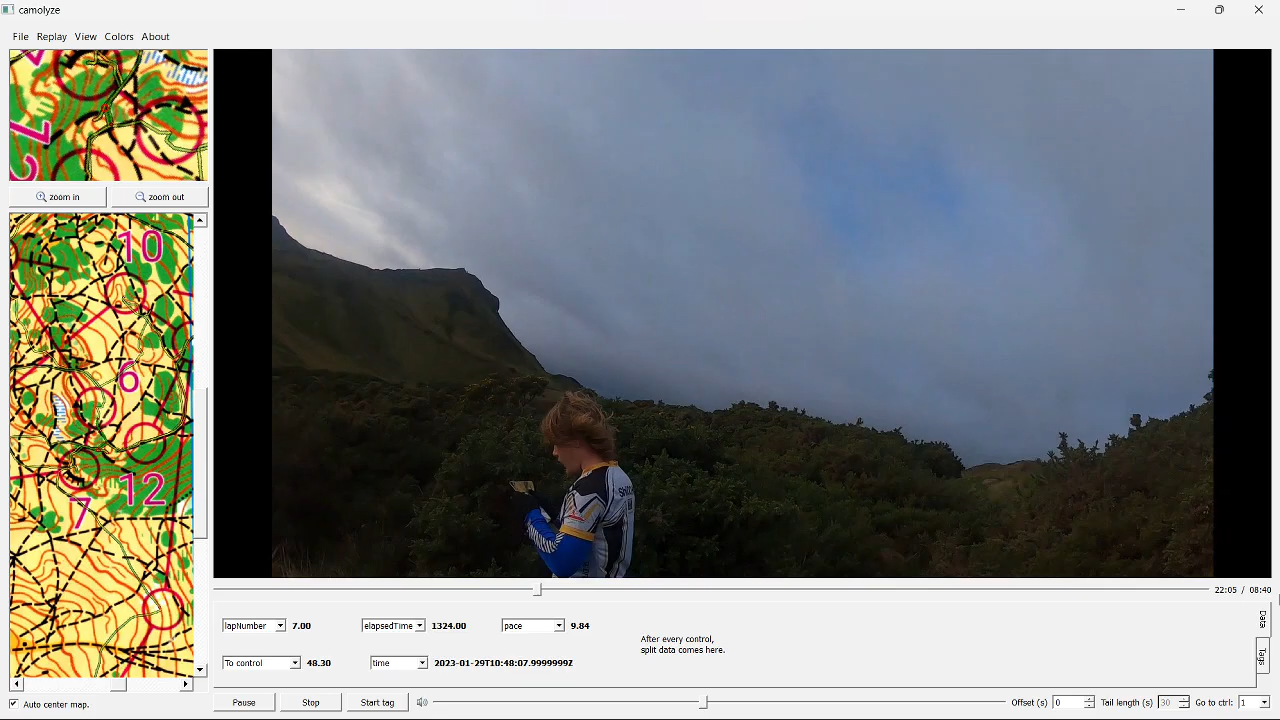 camolyze
File Replay View Colors About
zoom in
zoom out
10
6
12
7
22:05 / 08:40
lapNumber 7.00
elapsedTime 1324.00
pace 9.84
To control 48.30
time 2023-01-29T10:48:07.9999999Z
After every control,
split data comes here.
Data
Tags
Auto center map.
Pause
Stop
Start tag
Offset (s) 0
Tail length (s) 30
Go to ctrl: 1